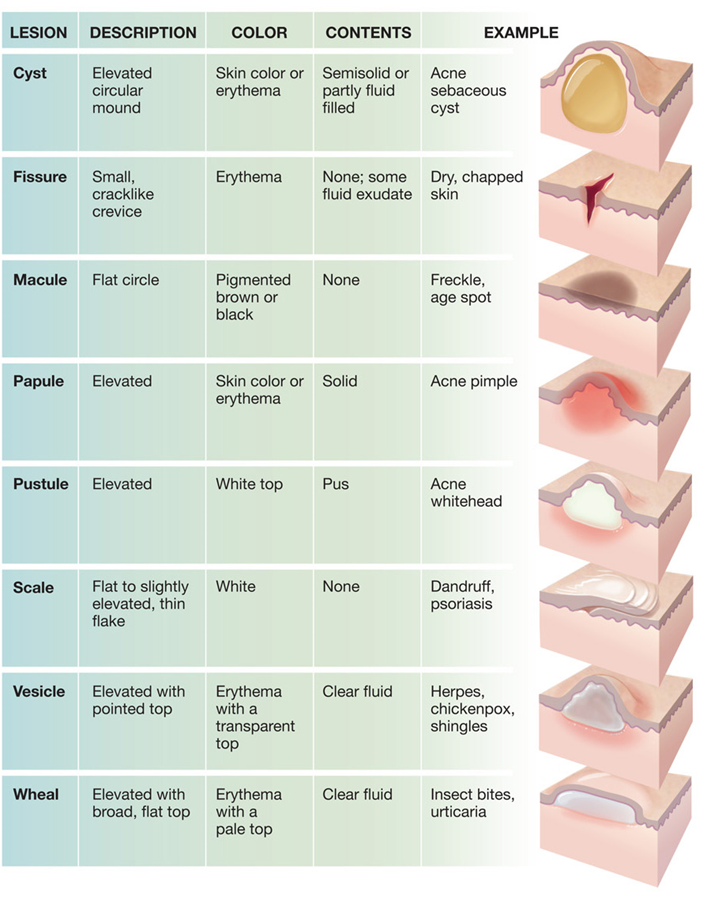 LESION DESCRIPTION COLOR CONTENTS EXAMPLE
Cyst
Elevated
circular
mound
Skin color or
erythema
Semisolid or
partly fluid
filled
Acne
sebaceous
cyst
Fissure
Small,
cracklike
crevice
Erythema
None; some
fluid exudate
Dry, chapped
skin
Macule
Flat circle
Pigmented
brown or
black
None
Freckle,
age spot
Papule
Elevated
Skin color or
erythema
Solid
Acne pimple
Pustule
Elevated
White top
Pus
Acne
whitehead
Scale
Flat to slightly
elevated, thin
flake
White
None
Dandruff,
psoriasis
Vesicle
Elevated with
pointed top
Erythema
with a
transparent
top
Clear fluid
Herpes,
chickenpox,
shingles
Wheal
Elevated with
broad, flat top
Erythema
with a
pale top
Clear fluid
Insect bites,
urticaria